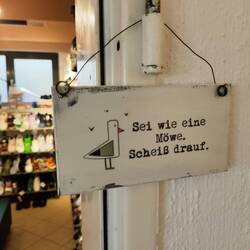 Sei wie eine
Möwe.
Scheiß drauf.